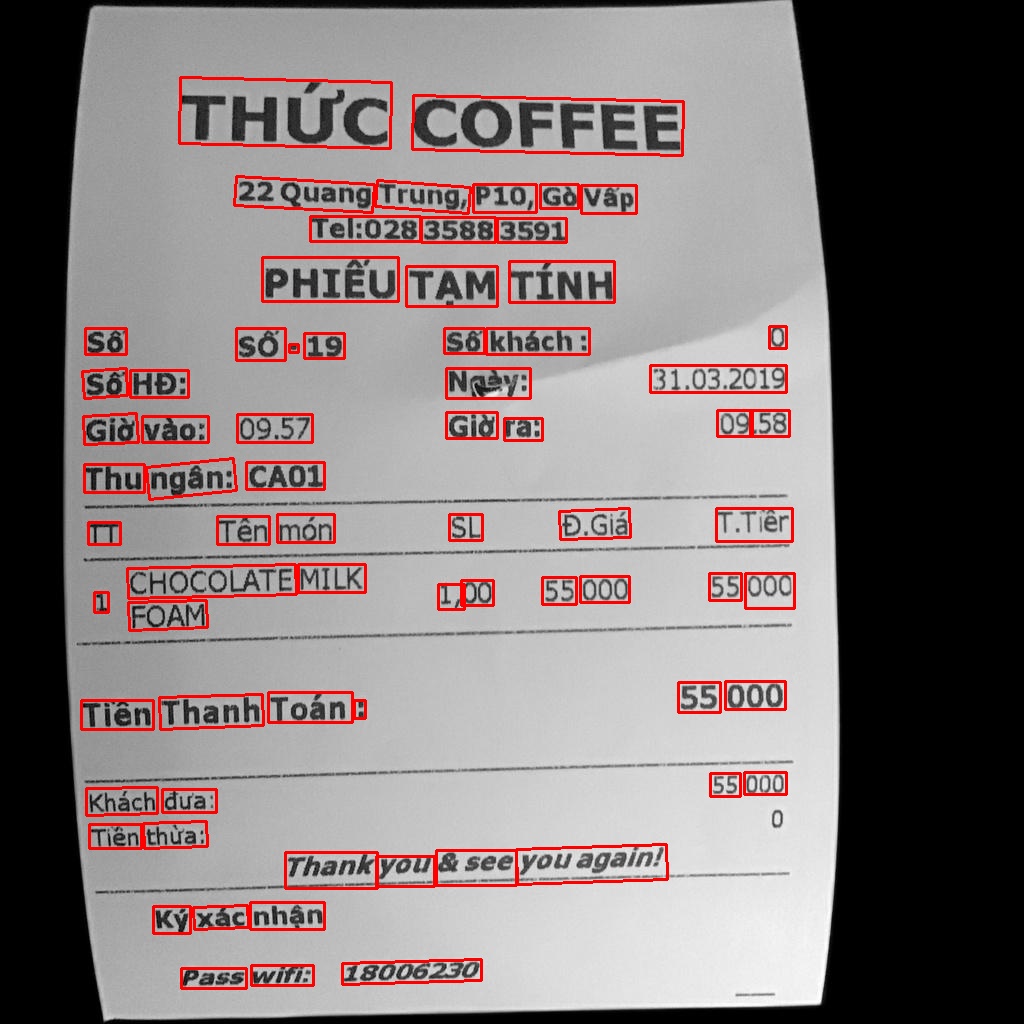 THỨC COFFEE
22 Quang Trung, P10, Gò Vấp
Tel:028 3588 3591
PHIẾU TẠM TÍNH
Số SỐ - 19 Số khách : 0
Số HĐ: Ngày: 31.03.2019
Giờ vào: 09.57 Giờ ra: 09.58
Thu ngân: CA01
TT Tên món SL Đ.Giá T.Tiền
1 CHOCOLATE MILK FOAM 1,00 55 000 55 000
Tiền Thanh Toán : 55 000
Khách đưa: 55 000
Tiền thừa: 0
Thank you & see you again!
Ký xác nhận
Pass wifi: 18006230